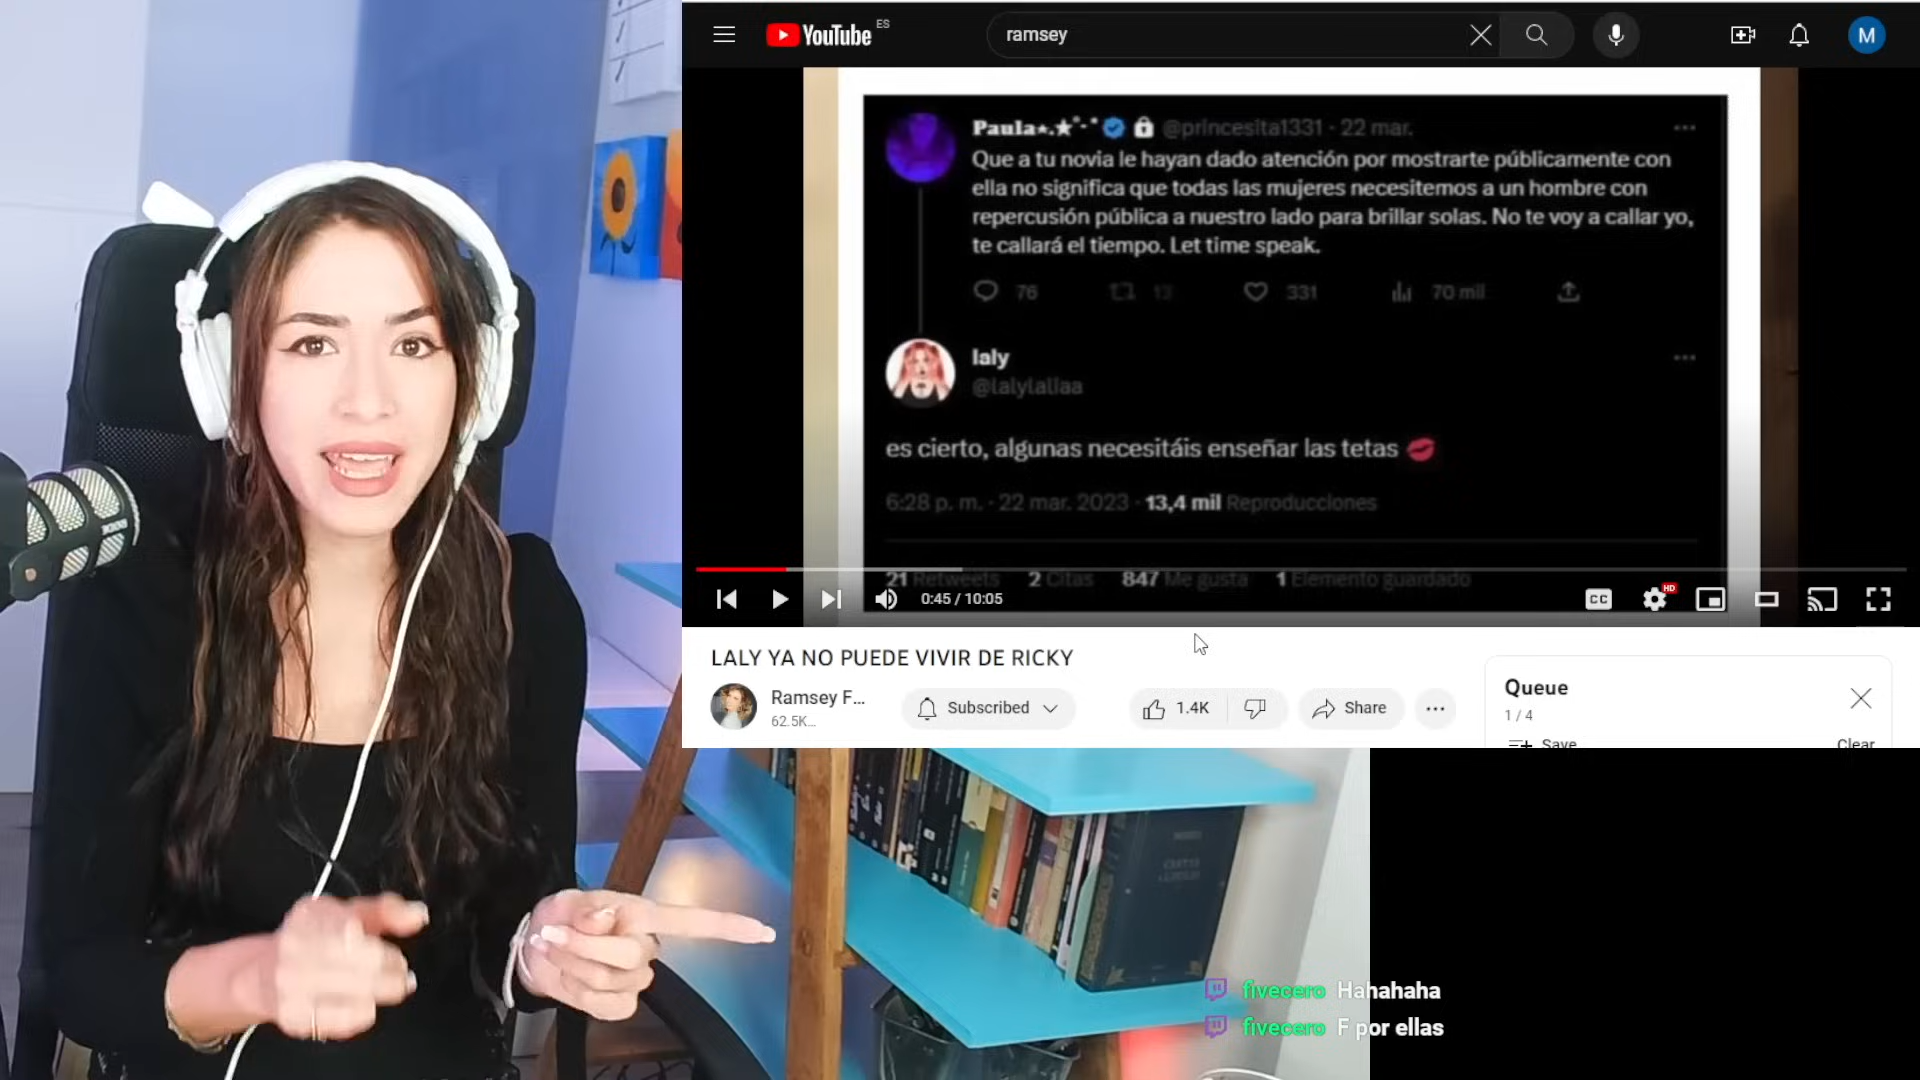 YouTube ES
ramsey
M
Paula⋆.★˚-˚ @princesita1331 · 22 mar.
Que a tu novia le hayan dado atención por mostrarte públicamente con
ella no significa que todas las mujeres necesitemos a un hombre con
repercusión pública a nuestro lado para brillar solas. No te voy a callar yo,
te callará el tiempo. Let time speak.
76 13 331 70 mil
laly
@lalylallaa
es cierto, algunas necesitáis enseñar las tetas 💋
6:28 p. m. · 22 mar. 2023 · 13,4 mil Reproducciones
21 Retweets 2 Citas 847 Me gusta 1 Elemento guardado
0:45 / 10:05
CC
HD
LALY YA NO PUEDE VIVIR DE RICKY
Ramsey F...
62.5K...
Subscribed
1.4K
Share
Queue
1 / 4
Save
Clear
fivecero Hahahaha
fivecero F por ellas